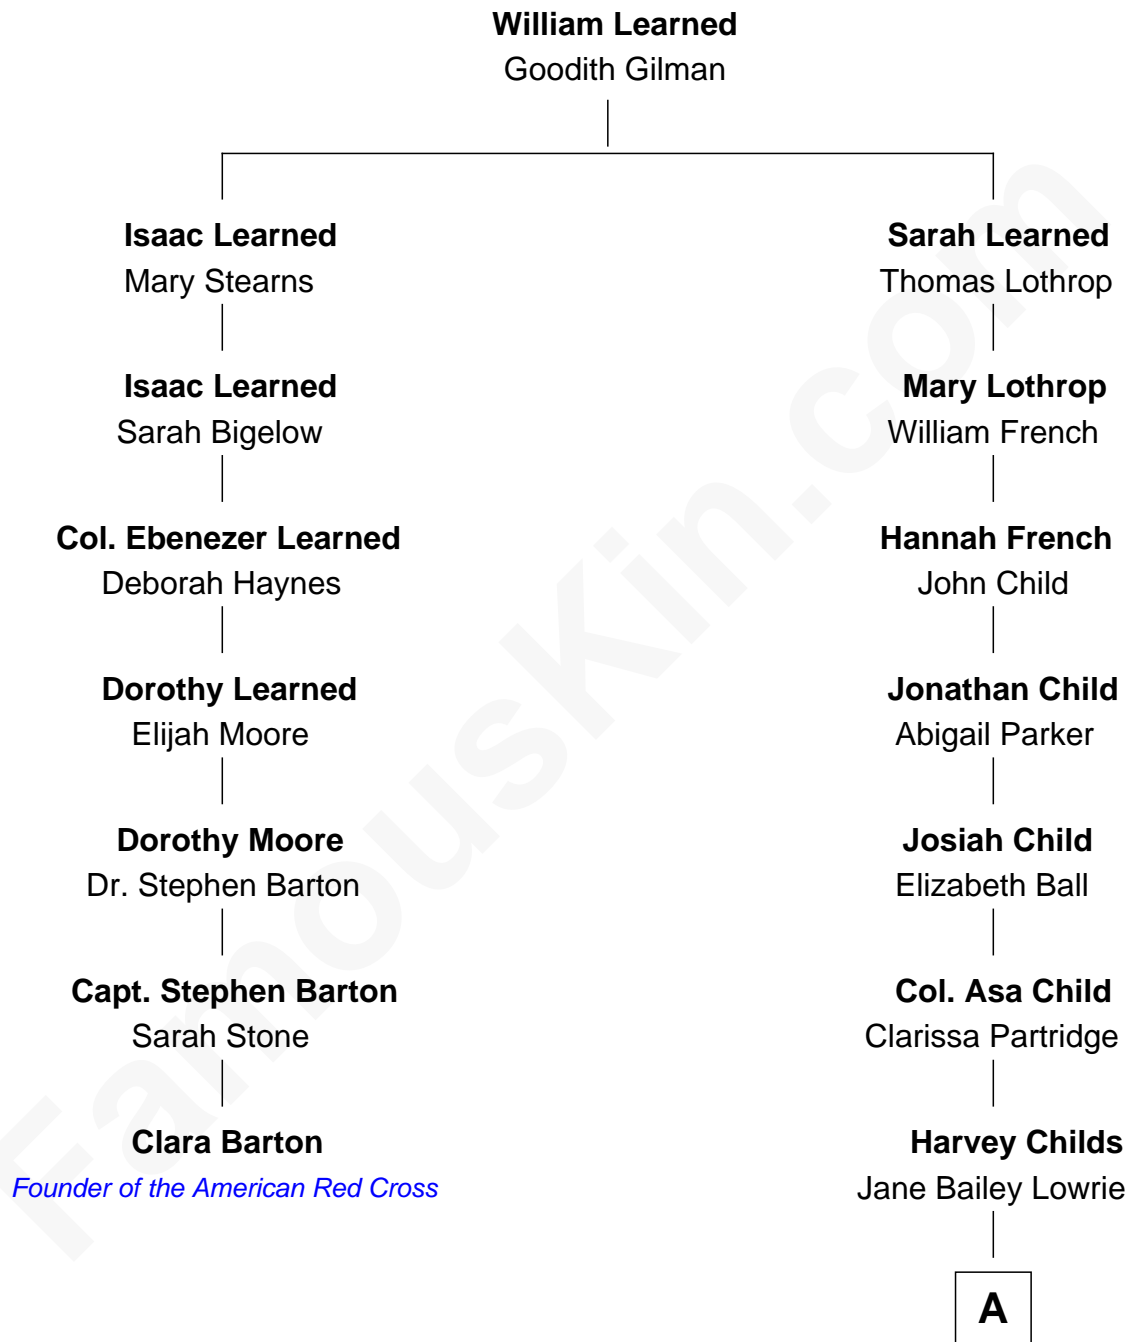 William Learned
Goodith Gilman
Isaac Learned
Mary Stearns
Sarah Learned
Thomas Lothrop
Isaac Learned
Sarah Bigelow
Mary Lothrop
William French
Col. Ebenezer Learned
Deborah Haynes
Hannah French
John Child
Dorothy Learned
Elijah Moore
Jonathan Child
Abigail Parker
Dorothy Moore
Dr. Stephen Barton
Josiah Child
Elizabeth Ball
Capt. Stephen Barton
Sarah Stone
Col. Asa Child
Clarissa Partridge
Clara Barton
Founder of the American Red Cross
Harvey Childs
Jane Bailey Lowrie
A
FamousKin.com